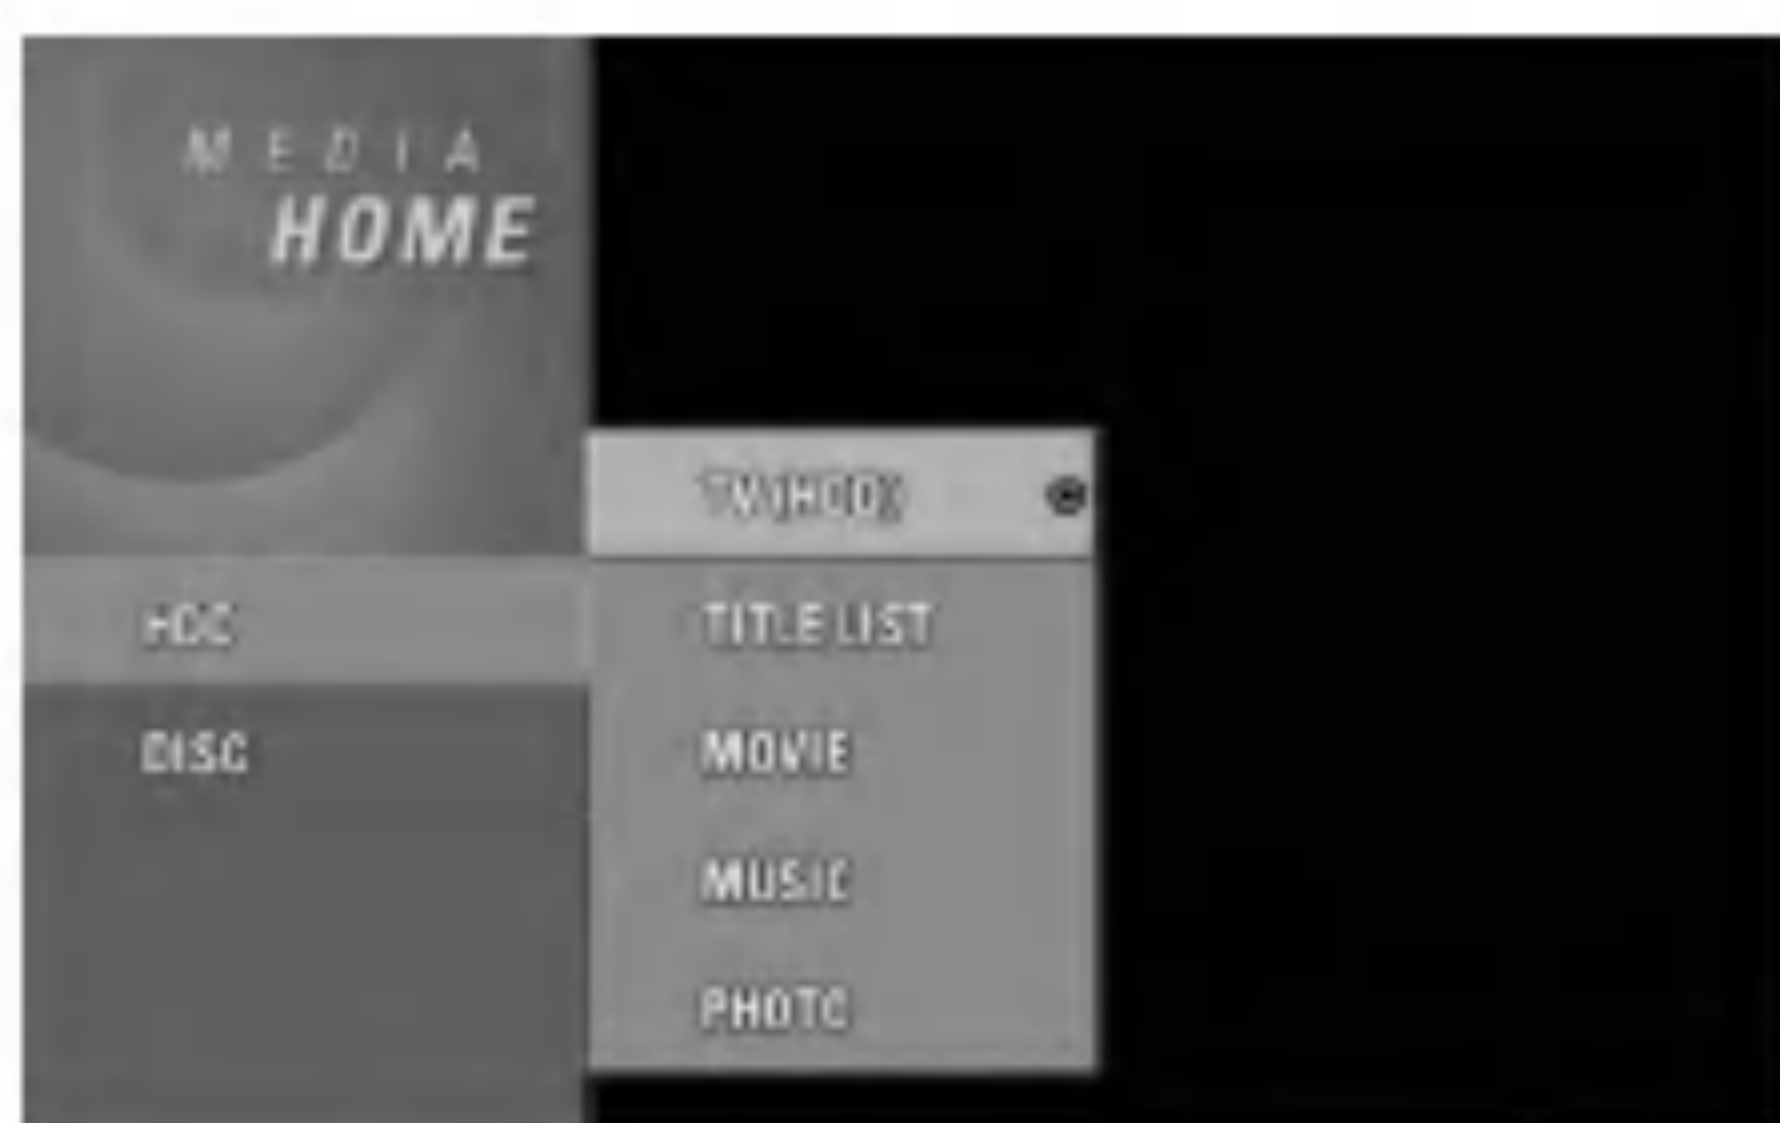 MEDIA
HOME
TV (HDD)
HDD
TITLE LIST
DISC
MOVIE
MUSIC
PHOTO